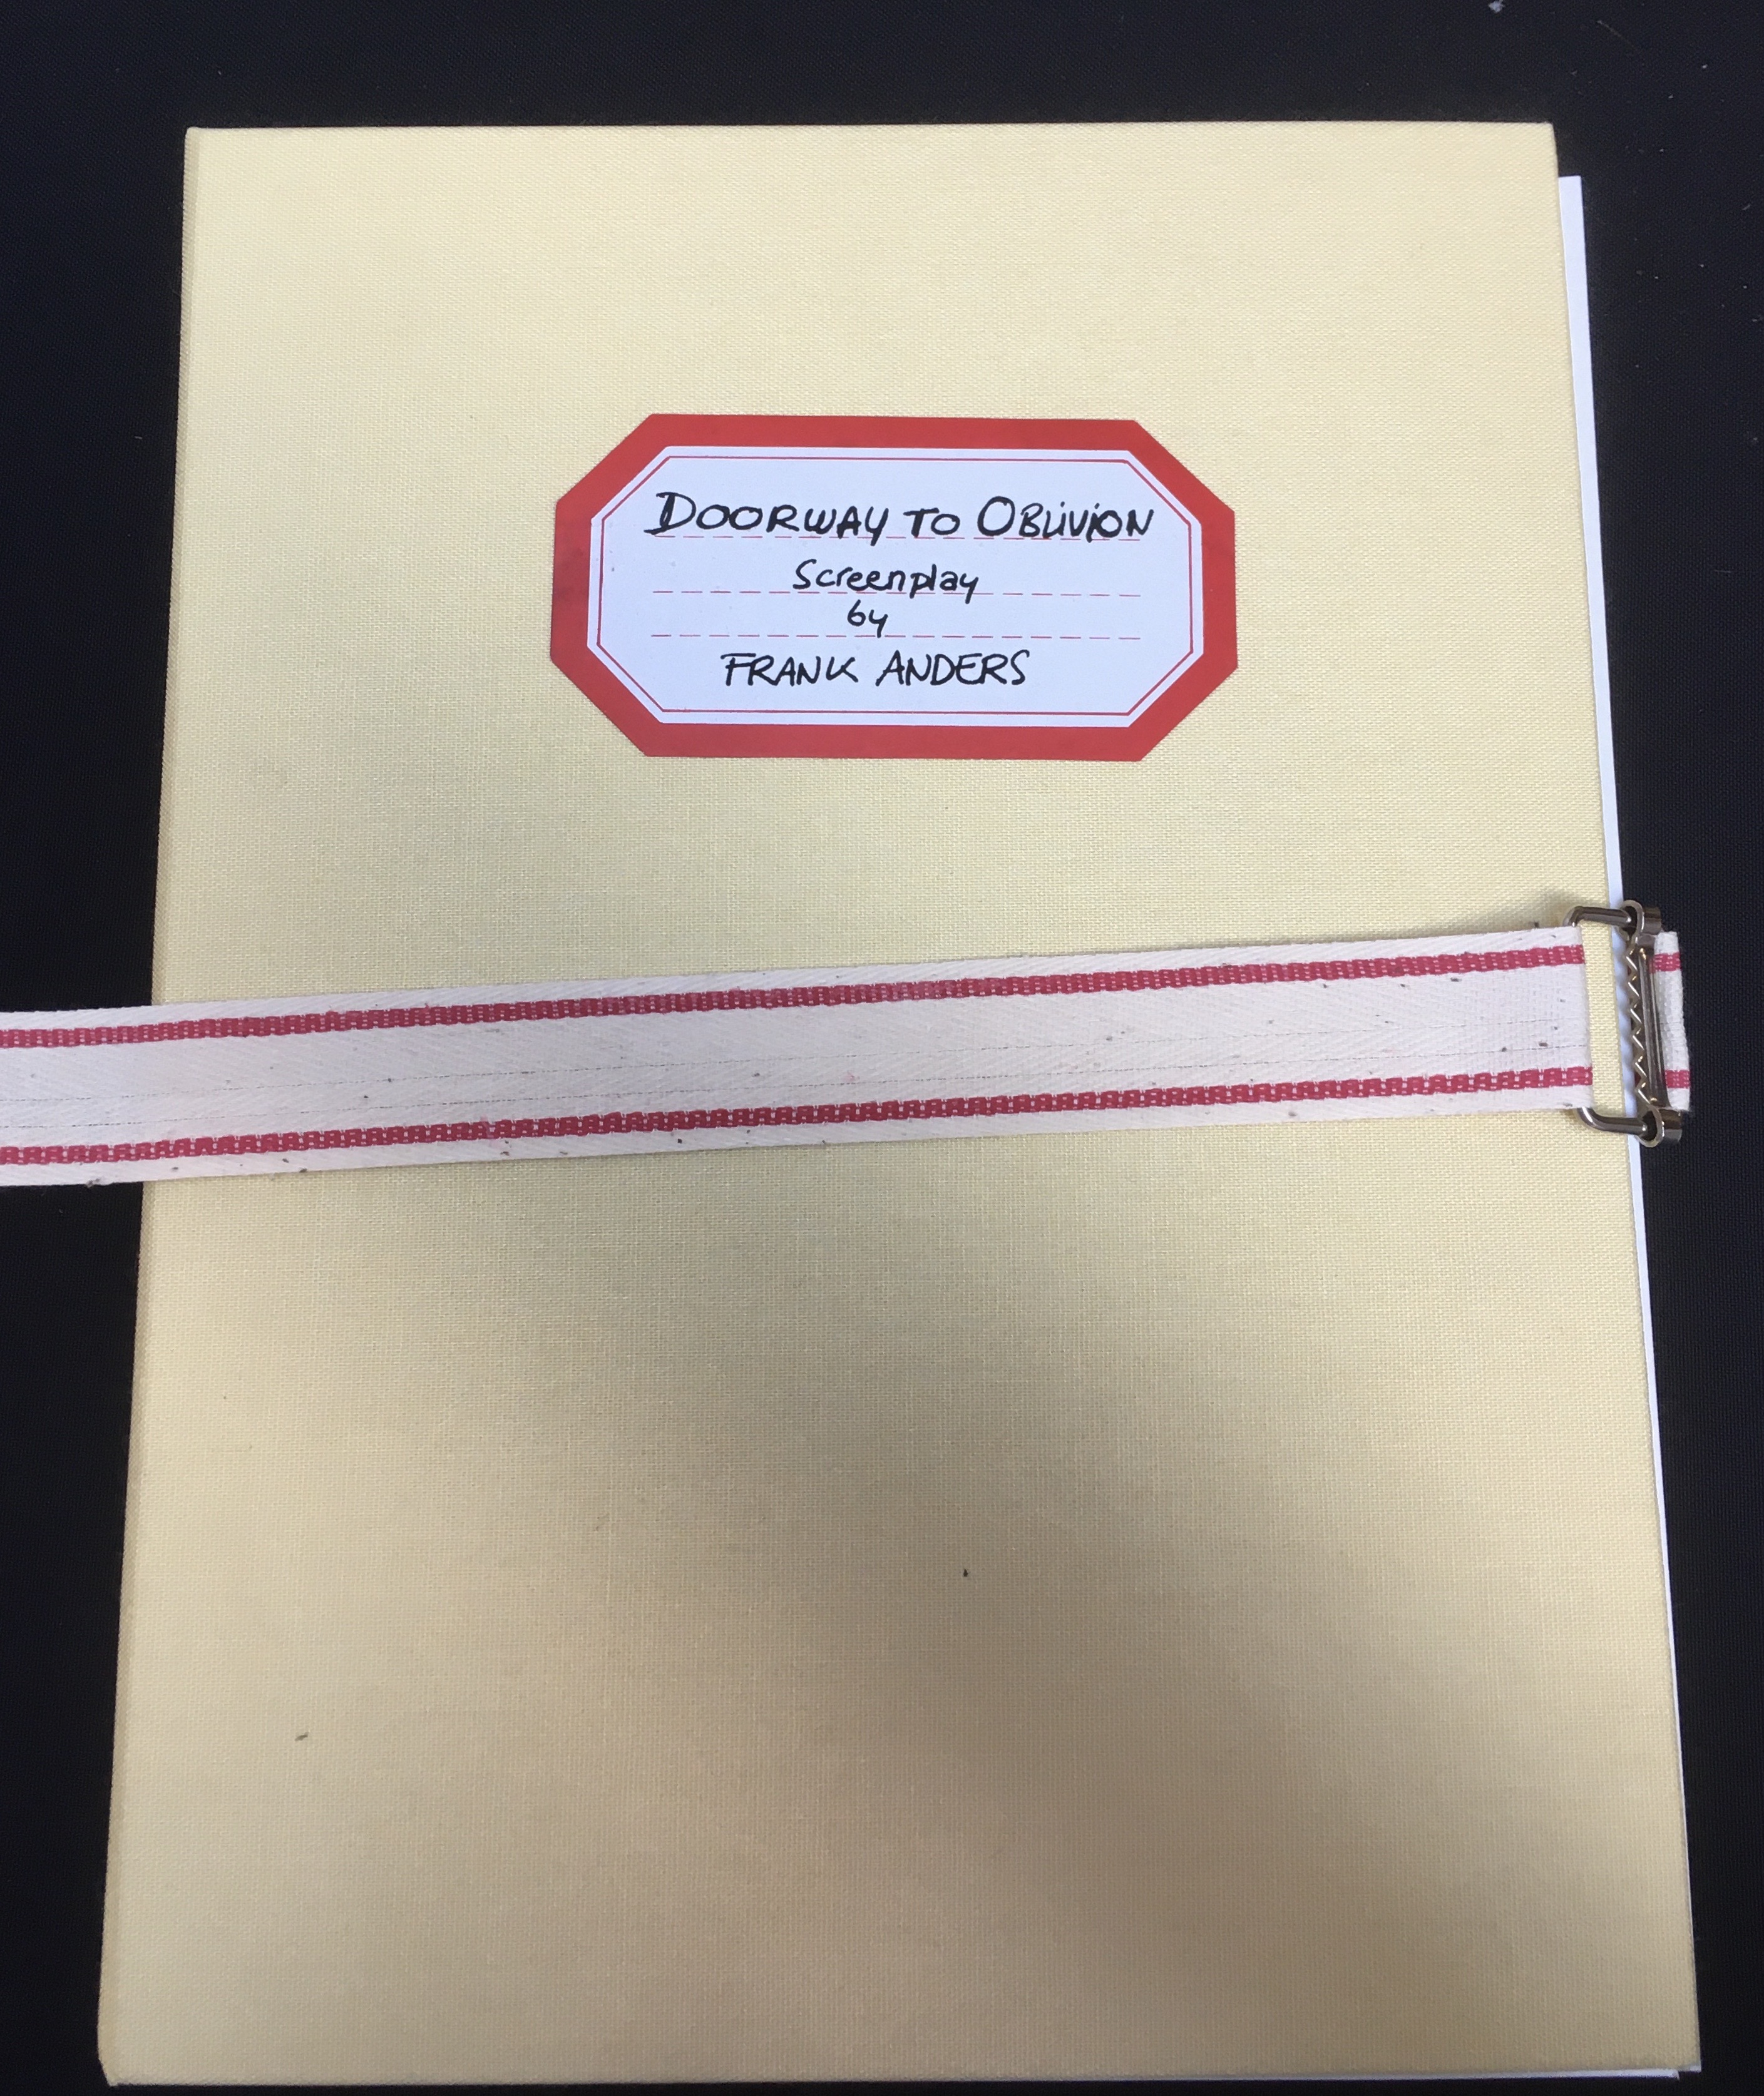 DOORWAY TO OBLIVION
Screenplay
by
FRANK ANDERS